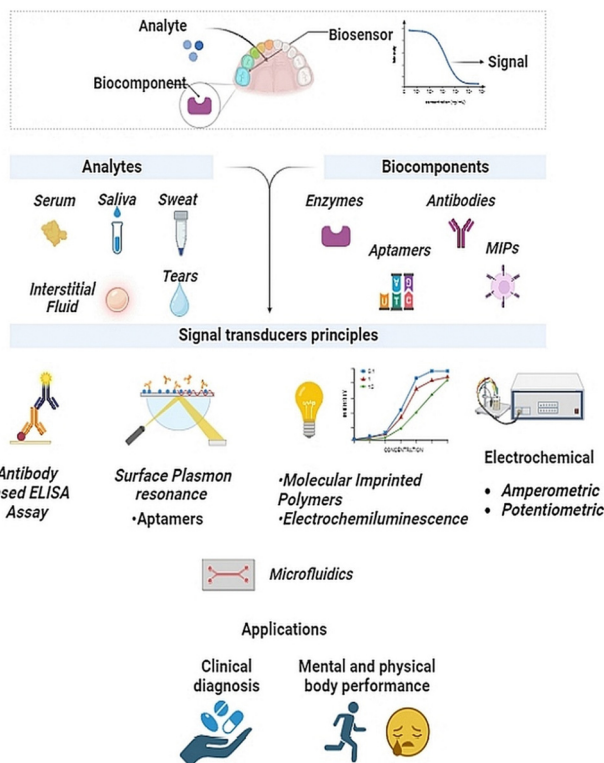 Analyte
Biosensor
Signal
Biocomponent
Analytes
Biocomponents
Serum
Saliva
Sweat
Enzymes
Antibodies
Aptamers
MIPs
Interstitial
Fluid
Tears
Signal transducers principles
CONCENTRATION
Antibody
sed ELISA
Assay
Surface Plasmon
resonance
•Aptamers
•Molecular Imprinted
Polymers
•Electrochemiluminescence
Electrochemical
• Amperometric
• Potentiometric
Microfluidics
Applications
Clinical
diagnosis
Mental and physical
body performance